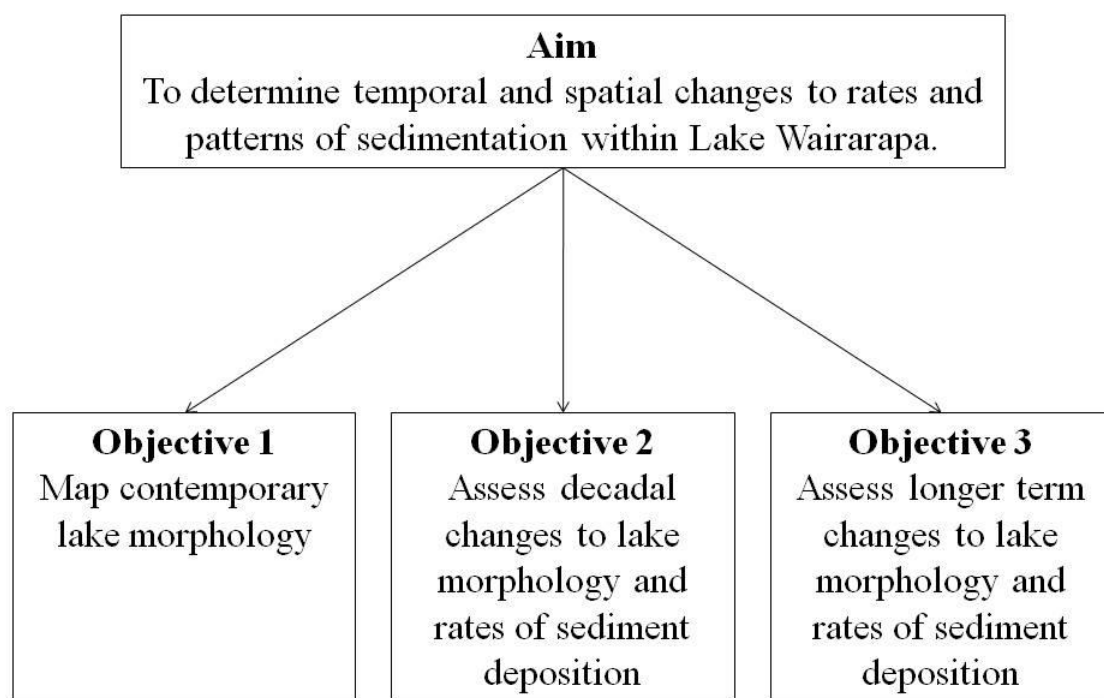 Aim
To determine temporal and spatial changes to rates and
patterns of sedimentation within Lake Wairarapa.
Objective 1
Map contemporary
lake morphology
Objective 2
Assess decadal
changes to lake
morphology and
rates of sediment
deposition
Objective 3
Assess longer term
changes to lake
morphology and
rates of sediment
deposition